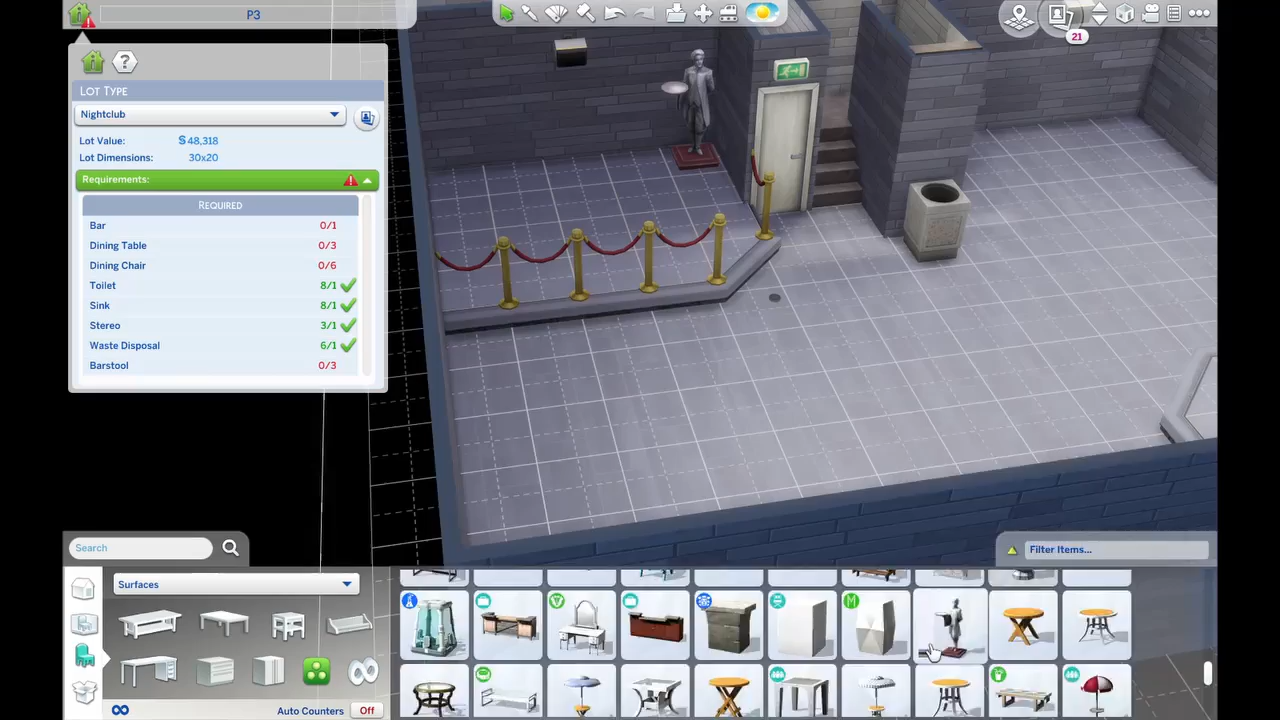 P3
21
?
LOT TYPE
Nightclub
Lot Value: $48,318
Lot Dimensions: 30x20
Requirements:
REQUIRED
Bar 0/1
Dining Table 0/3
Dining Chair 0/6
Toilet 8/1
Sink 8/1
Stereo 3/1
Waste Disposal 6/1
Barstool 0/3
Search
Filter Items...
Surfaces
Auto Counters Off